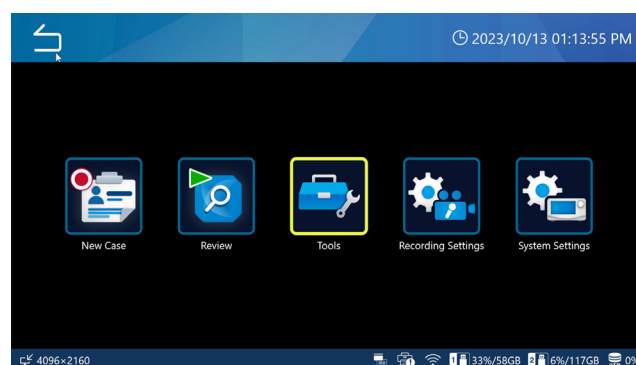 2023/10/13 01:13:55 PM
New Case
Review
Tools
Recording Settings
System Settings
4096×2160
1 33%/58GB 2 6%/117GB 0%